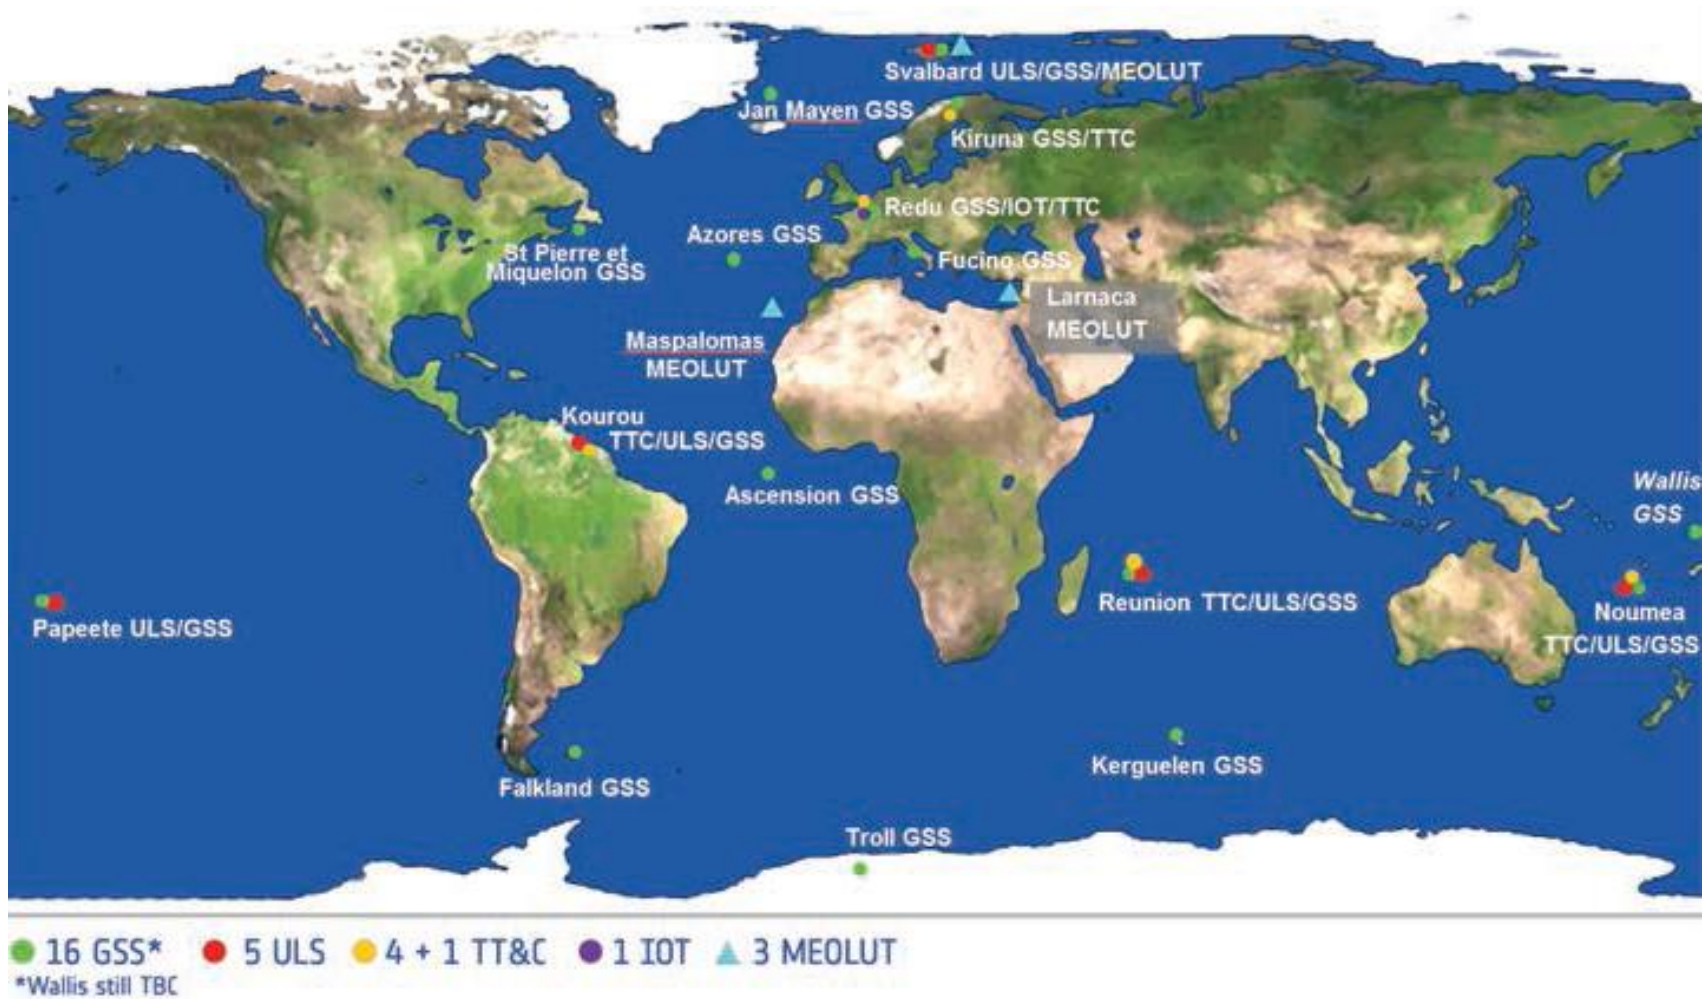 Svalbard ULS/GSS/MEOLUT
Jan Mayen GSS
Kiruna GSS/TTC
Redu GSS/IOT/TTC
Azores GSS
St Pierre et
Miquelon GSS
Fucino GSS
Larnaca
MEOLUT
Maspalomas
MEOLUT
Kourou
TTC/ULS/GSS
Ascension GSS
Wallis
GSS
Reunion TTC/ULS/GSS
Noumea
TTC/ULS/GSS
Papeete ULS/GSS
Kerguelen GSS
Falkland GSS
Troll GSS
16 GSS* 5 ULS 4 + 1 TT&C 1 IOT 3 MEOLUT
*Wallis still TBC